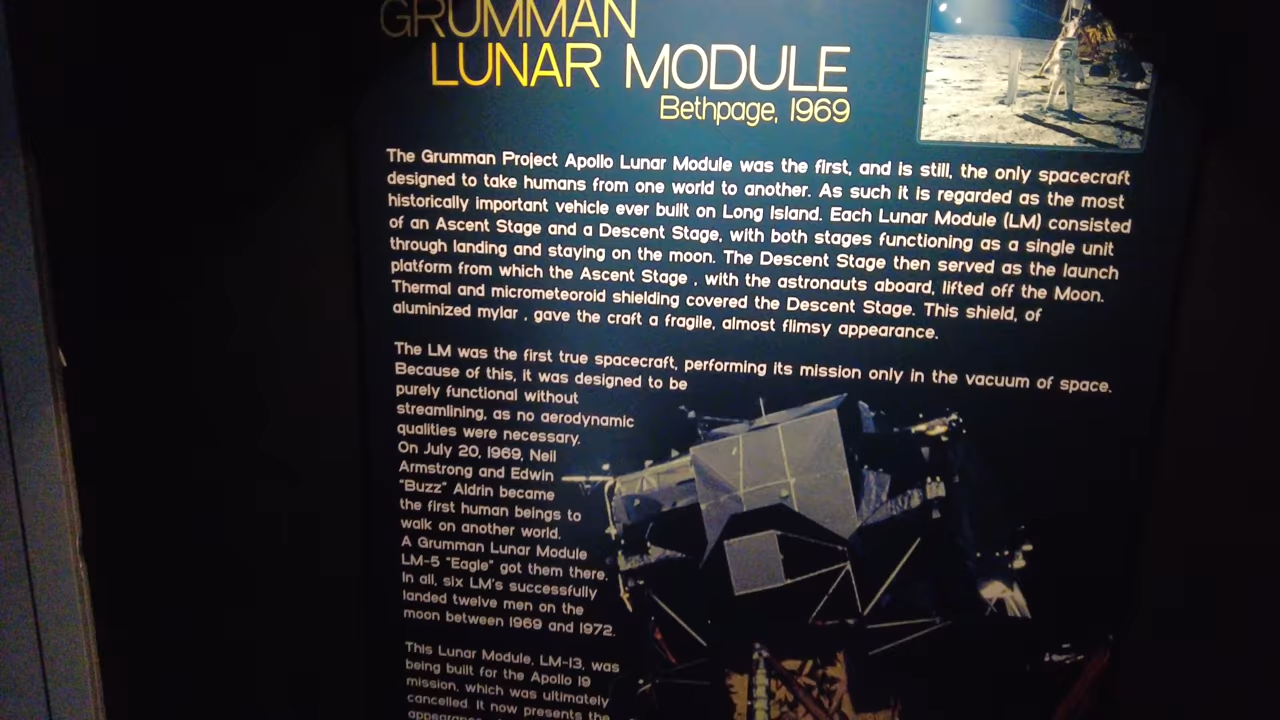 GRUMMAN
LUNAR MODULE
Bethpage, 1969
The Grumman Project Apollo Lunar Module was the first, and is still, the only spacecraft
designed to take humans from one world to another. As such it is regarded as the most
historically important vehicle ever built on Long Island. Each Lunar Module (LM) consisted
of an Ascent Stage and a Descent Stage, with both stages functioning as a single unit
through landing and staying on the moon. The Descent Stage then served as the launch
platform from which the Ascent Stage , with the astronauts aboard, lifted off the Moon.
Thermal and micrometeoroid shielding covered the Descent Stage. This shield, of
aluminized mylar , gave the craft a fragile, almost flimsy appearance.
The LM was the first true spacecraft, performing its mission only in the vacuum of space.
Because of this, it was designed to be
purely functional without
streamlining, as no aerodynamic
qualities were necessary.
On July 20, 1969, Neil
Armstrong and Edwin
"Buzz" Aldrin became
the first human beings to
walk on another world.
A Grumman Lunar Module
LM-5 "Eagle" got them there.
In all, six LM's successfully
landed twelve men on the
moon between 1969 and 1972.
This Lunar Module, LM-13, was
being built for the Apollo 19
mission, which was ultimately
cancelled. It now presents the